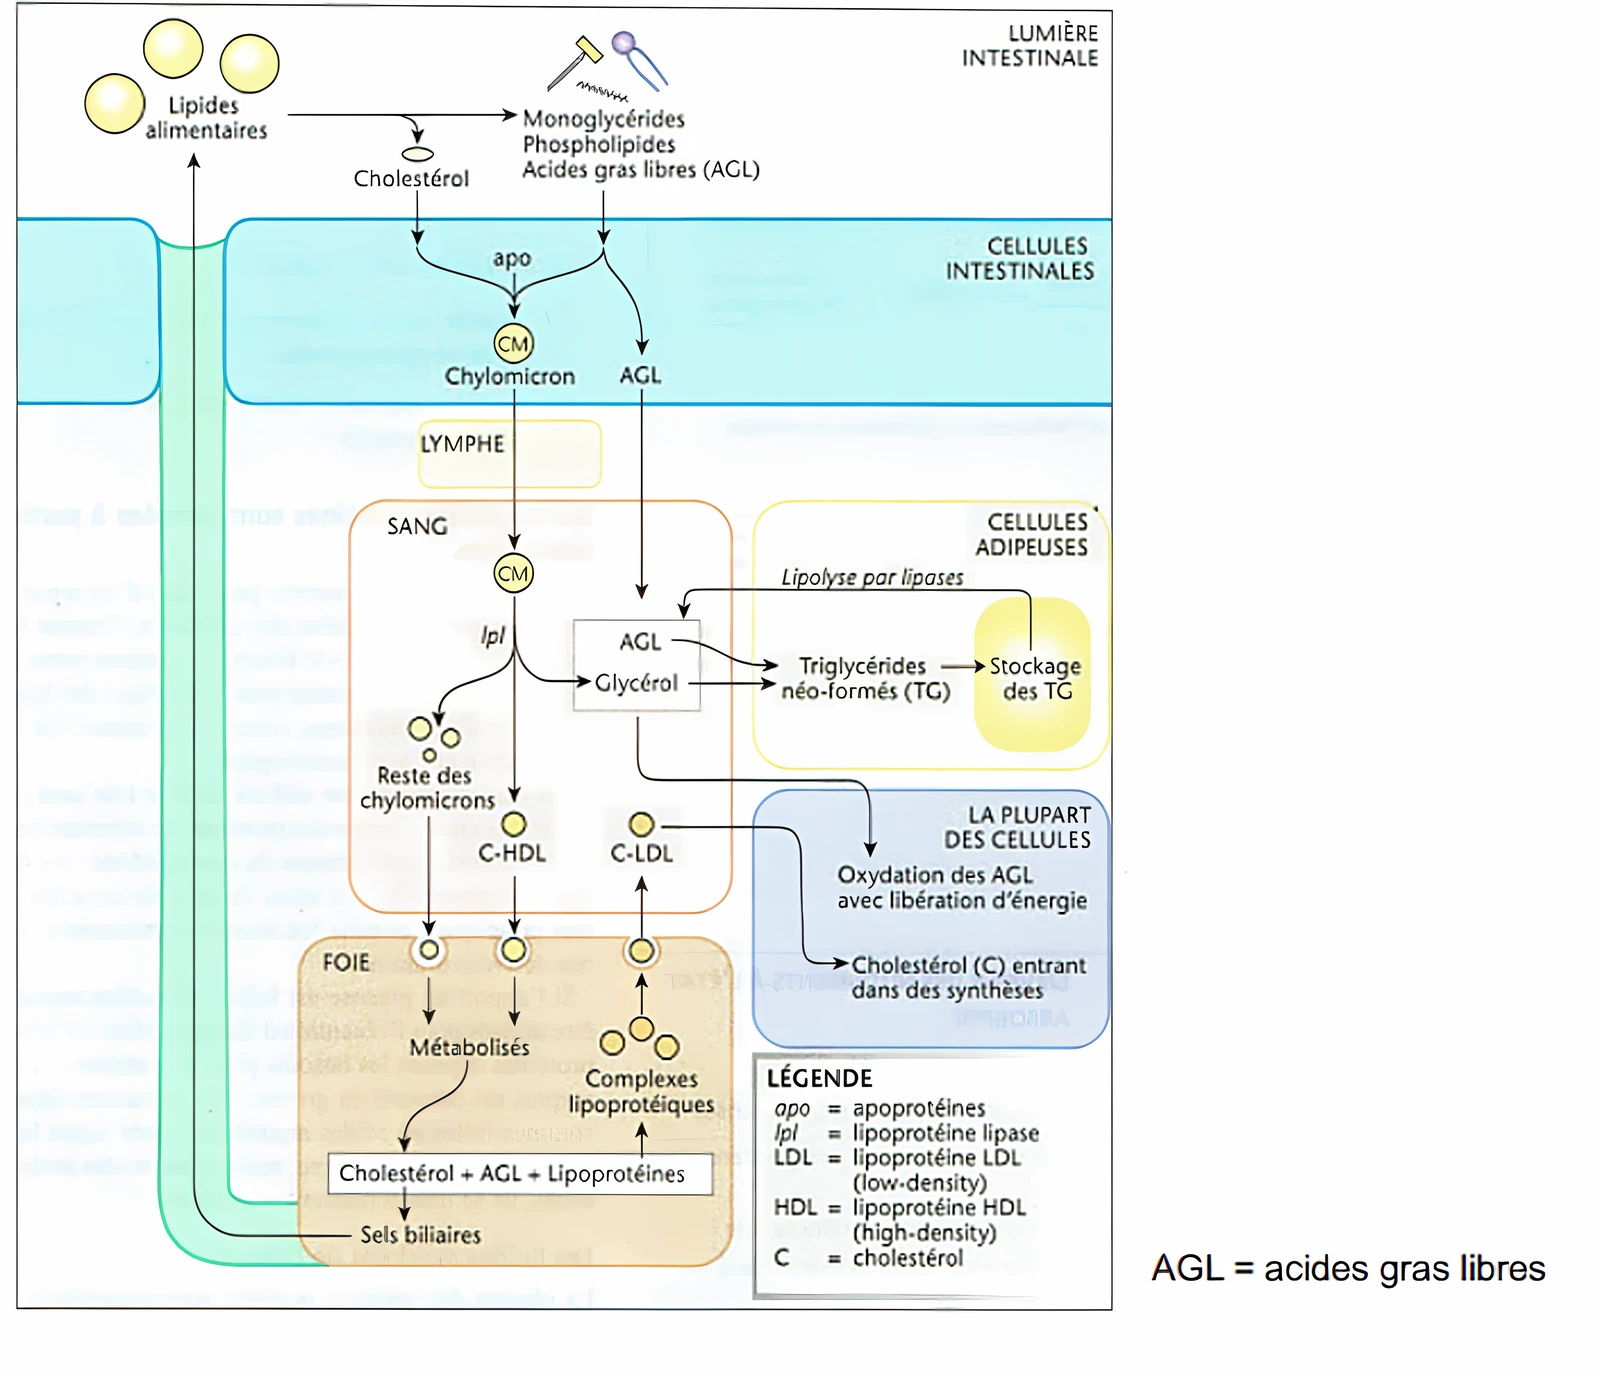 LUMIÈRE
INTESTINALE
Lipides
alimentaires
Monoglycérides
Phospholipides
Acides gras libres (AGL)
Cholestérol
CELLULES
INTESTINALES
apo
CM
Chylomicron
AGL
LYMPHE
SANG
CM
lpl
AGL
Glycérol
CELLULES
ADIPEUSES
Lipolyse par lipases
Triglycérides
néo-formés (TG)
Stockage
des TG
Reste des
chylomicrons
C-HDL
C-LDL
LA PLUPART
DES CELLULES
Oxydation des AGL
avec libération d'énergie
Cholestérol (C) entrant
dans des synthèses
FOIE
Métabolisés
Complexes
lipoprotéiques
Cholestérol + AGL + Lipoprotéines
Sels biliaires
LÉGENDE
apo = apoprotéines
lpl = lipoprotéine lipase
LDL = lipoprotéine LDL
(low-density)
HDL = lipoprotéine HDL
(high-density)
C = cholestérol
AGL = acides gras libres